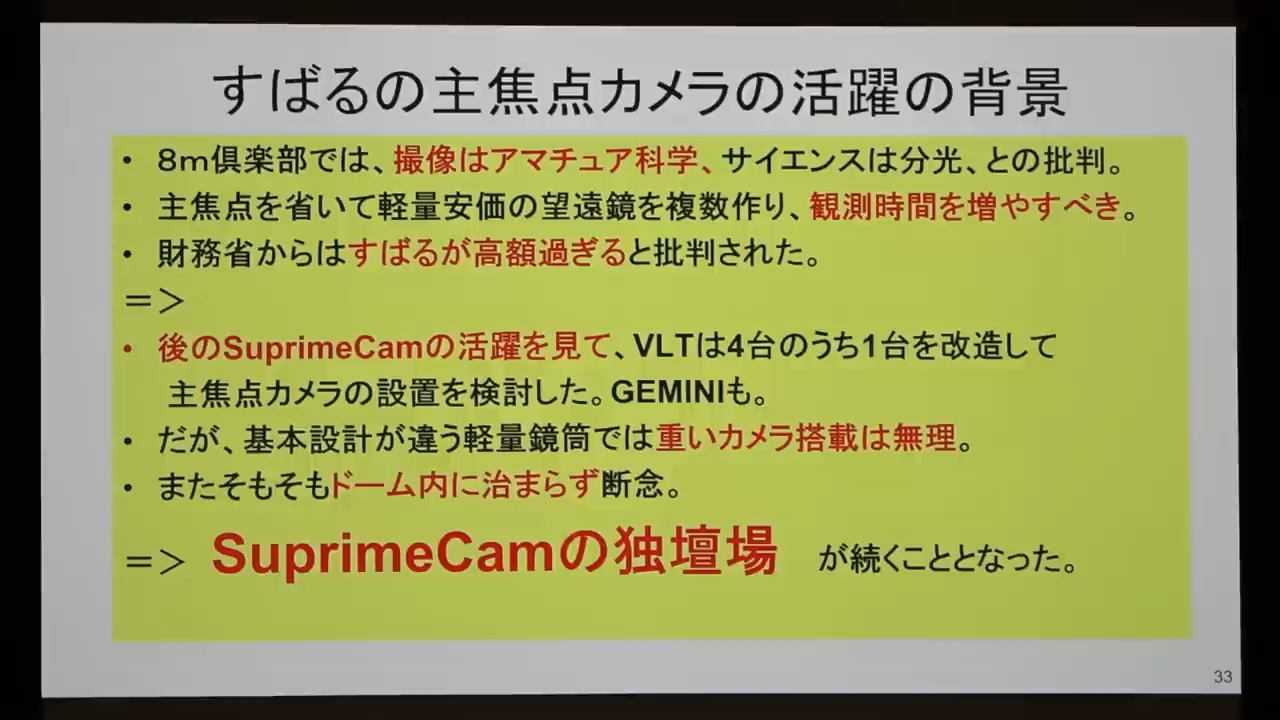 すばるの主焦点カメラの活躍の背景
• 8m倶楽部では、撮像はアマチュア科学、サイエンスは分光、との批判。
• 主焦点を省いて軽量安価の望遠鏡を複数作り、観測時間を増やすべき。
• 財務省からはすばるが高額過ぎると批判された。
=>
• 後のSuprimeCamの活躍を見て、VLTは4台のうち1台を改造して
主焦点カメラの設置を検討した。GEMINIも。
• だが、基本設計が違う軽量鏡筒では重いカメラ搭載は無理。
• またそもそもドーム内に治まらず断念。
=> SuprimeCamの独壇場 が続くこととなった。
33